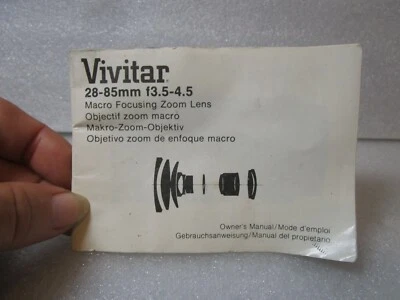 Vivitar
28-85mm f3.5-4.5
Macro Focusing Zoom Lens
Objectif zoom macro
Makro-Zoom-Objektiv
Objetivo zoom de enfoque macro
Owner's Manual/Mode d'emploi
Gebrauchsanweisung/Manual del propietario